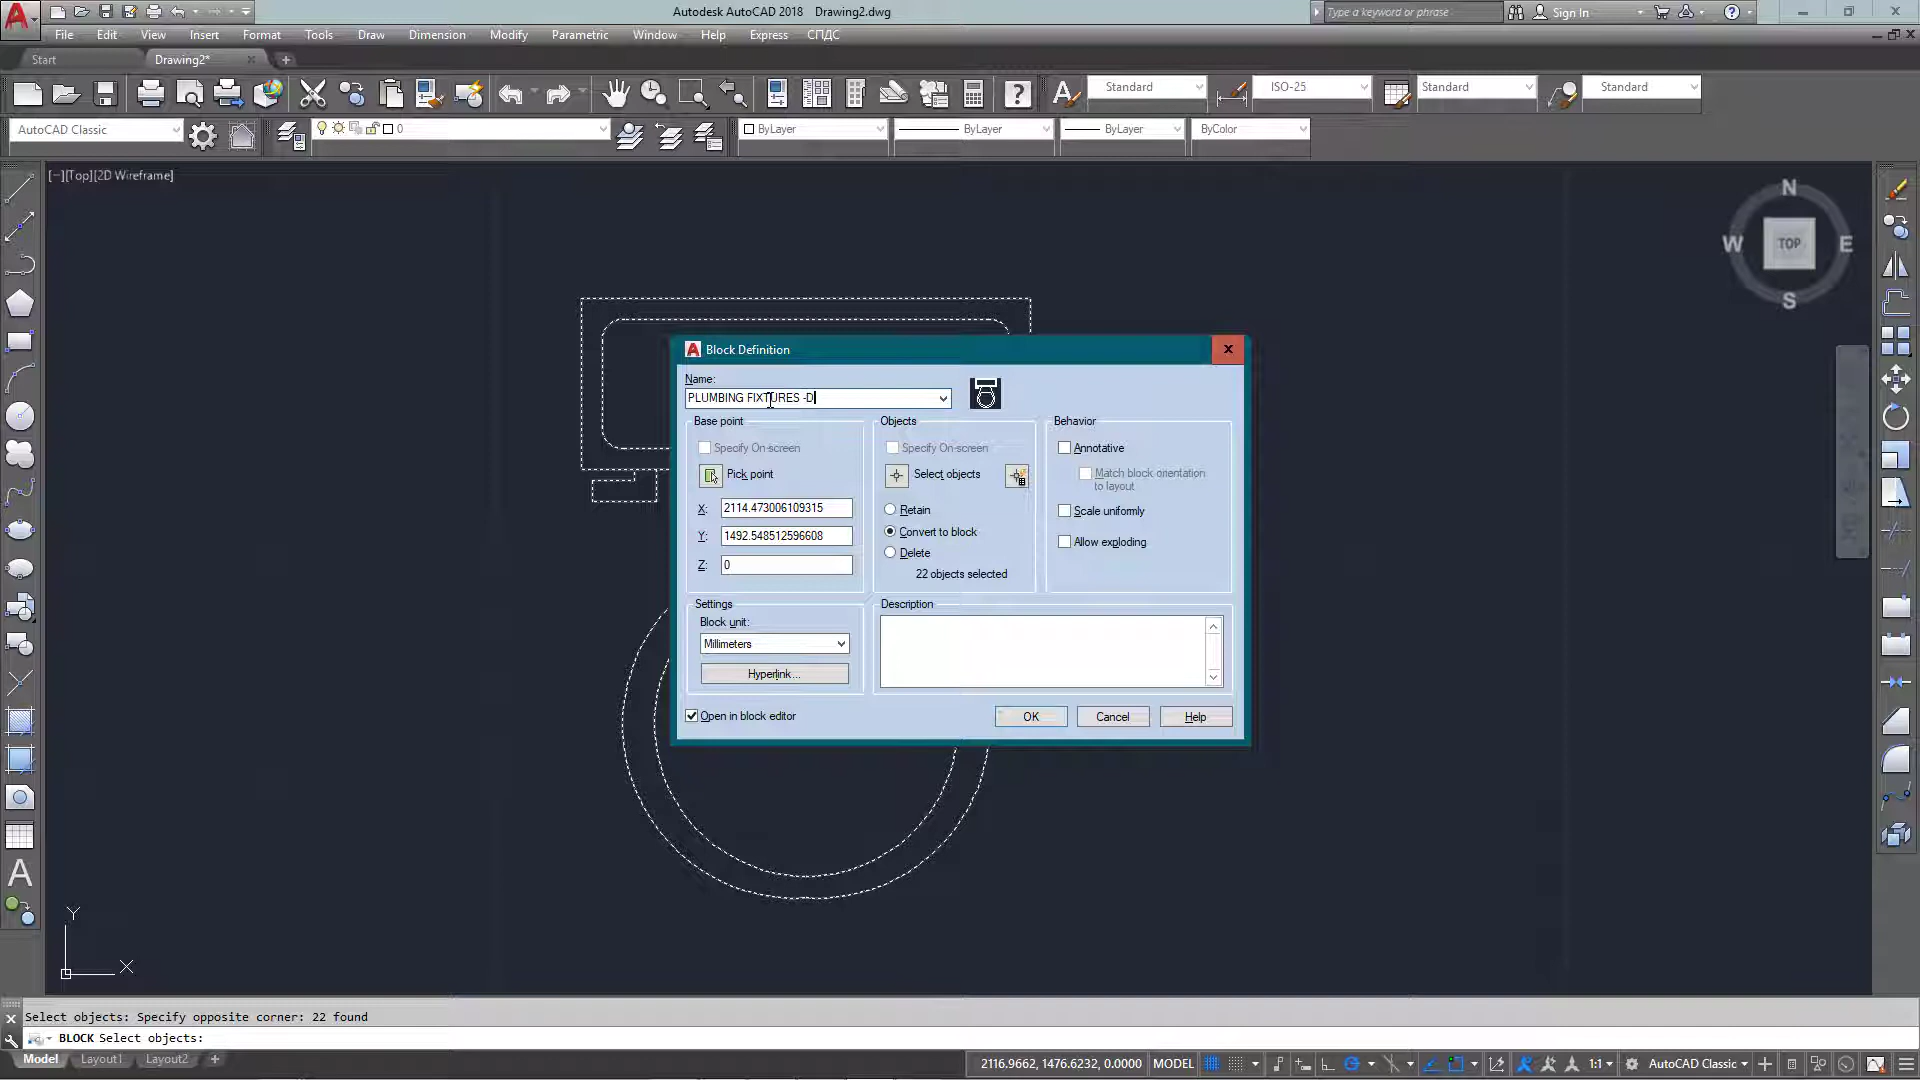 Autodesk AutoCAD 2018 Drawing2.dwg
Type a keyword or phrase
Sign In
File Edit View Insert Format Tools Draw Dimension Modify Parametric Window Help Express СПДС
Start Drawing2*
Standard ISO-25 Standard Standard
AutoCAD Classic 0 ByLayer ByLayer ByLayer ByColor
[−][Top][2D Wireframe]
N
W TOP E
S
Block Definition
Name:
PLUMBING FIXTURES -D
Base point
Specify On-screen
Pick point
X: 2114.473006109315
Y: 1492.548512596608
Z: 0
Objects
Specify On-screen
Select objects
Retain
Convert to block
Delete
22 objects selected
Behavior
Annotative
Match block orientation
to layout
Scale uniformly
Allow exploding
Settings
Block unit:
Millimeters
Hyperlink...
Description
Open in block editor
OK Cancel Help
Y
X
Select objects: Specify opposite corner: 22 found
BLOCK Select objects:
Model Layout1 Layout2
2116.9662, 1476.6232, 0.0000 MODEL 1:1 AutoCAD Classic